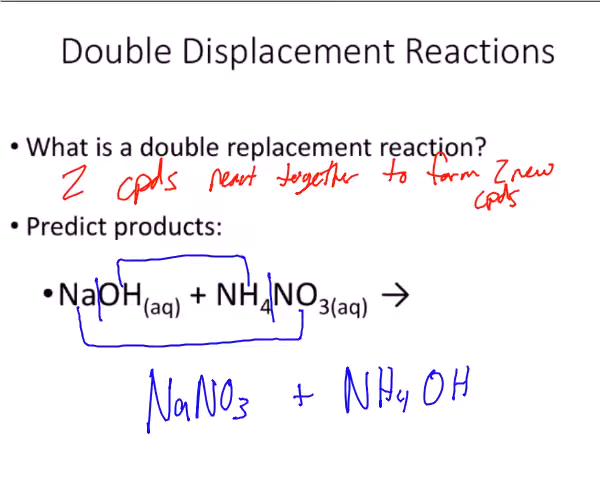 Double Displacement Reactions
• What is a double replacement reaction?
2 cpds react together to form 2 new
cpds
• Predict products:
• NaOH(aq) + NH4NO3(aq) →
NaNO3 + NH4OH